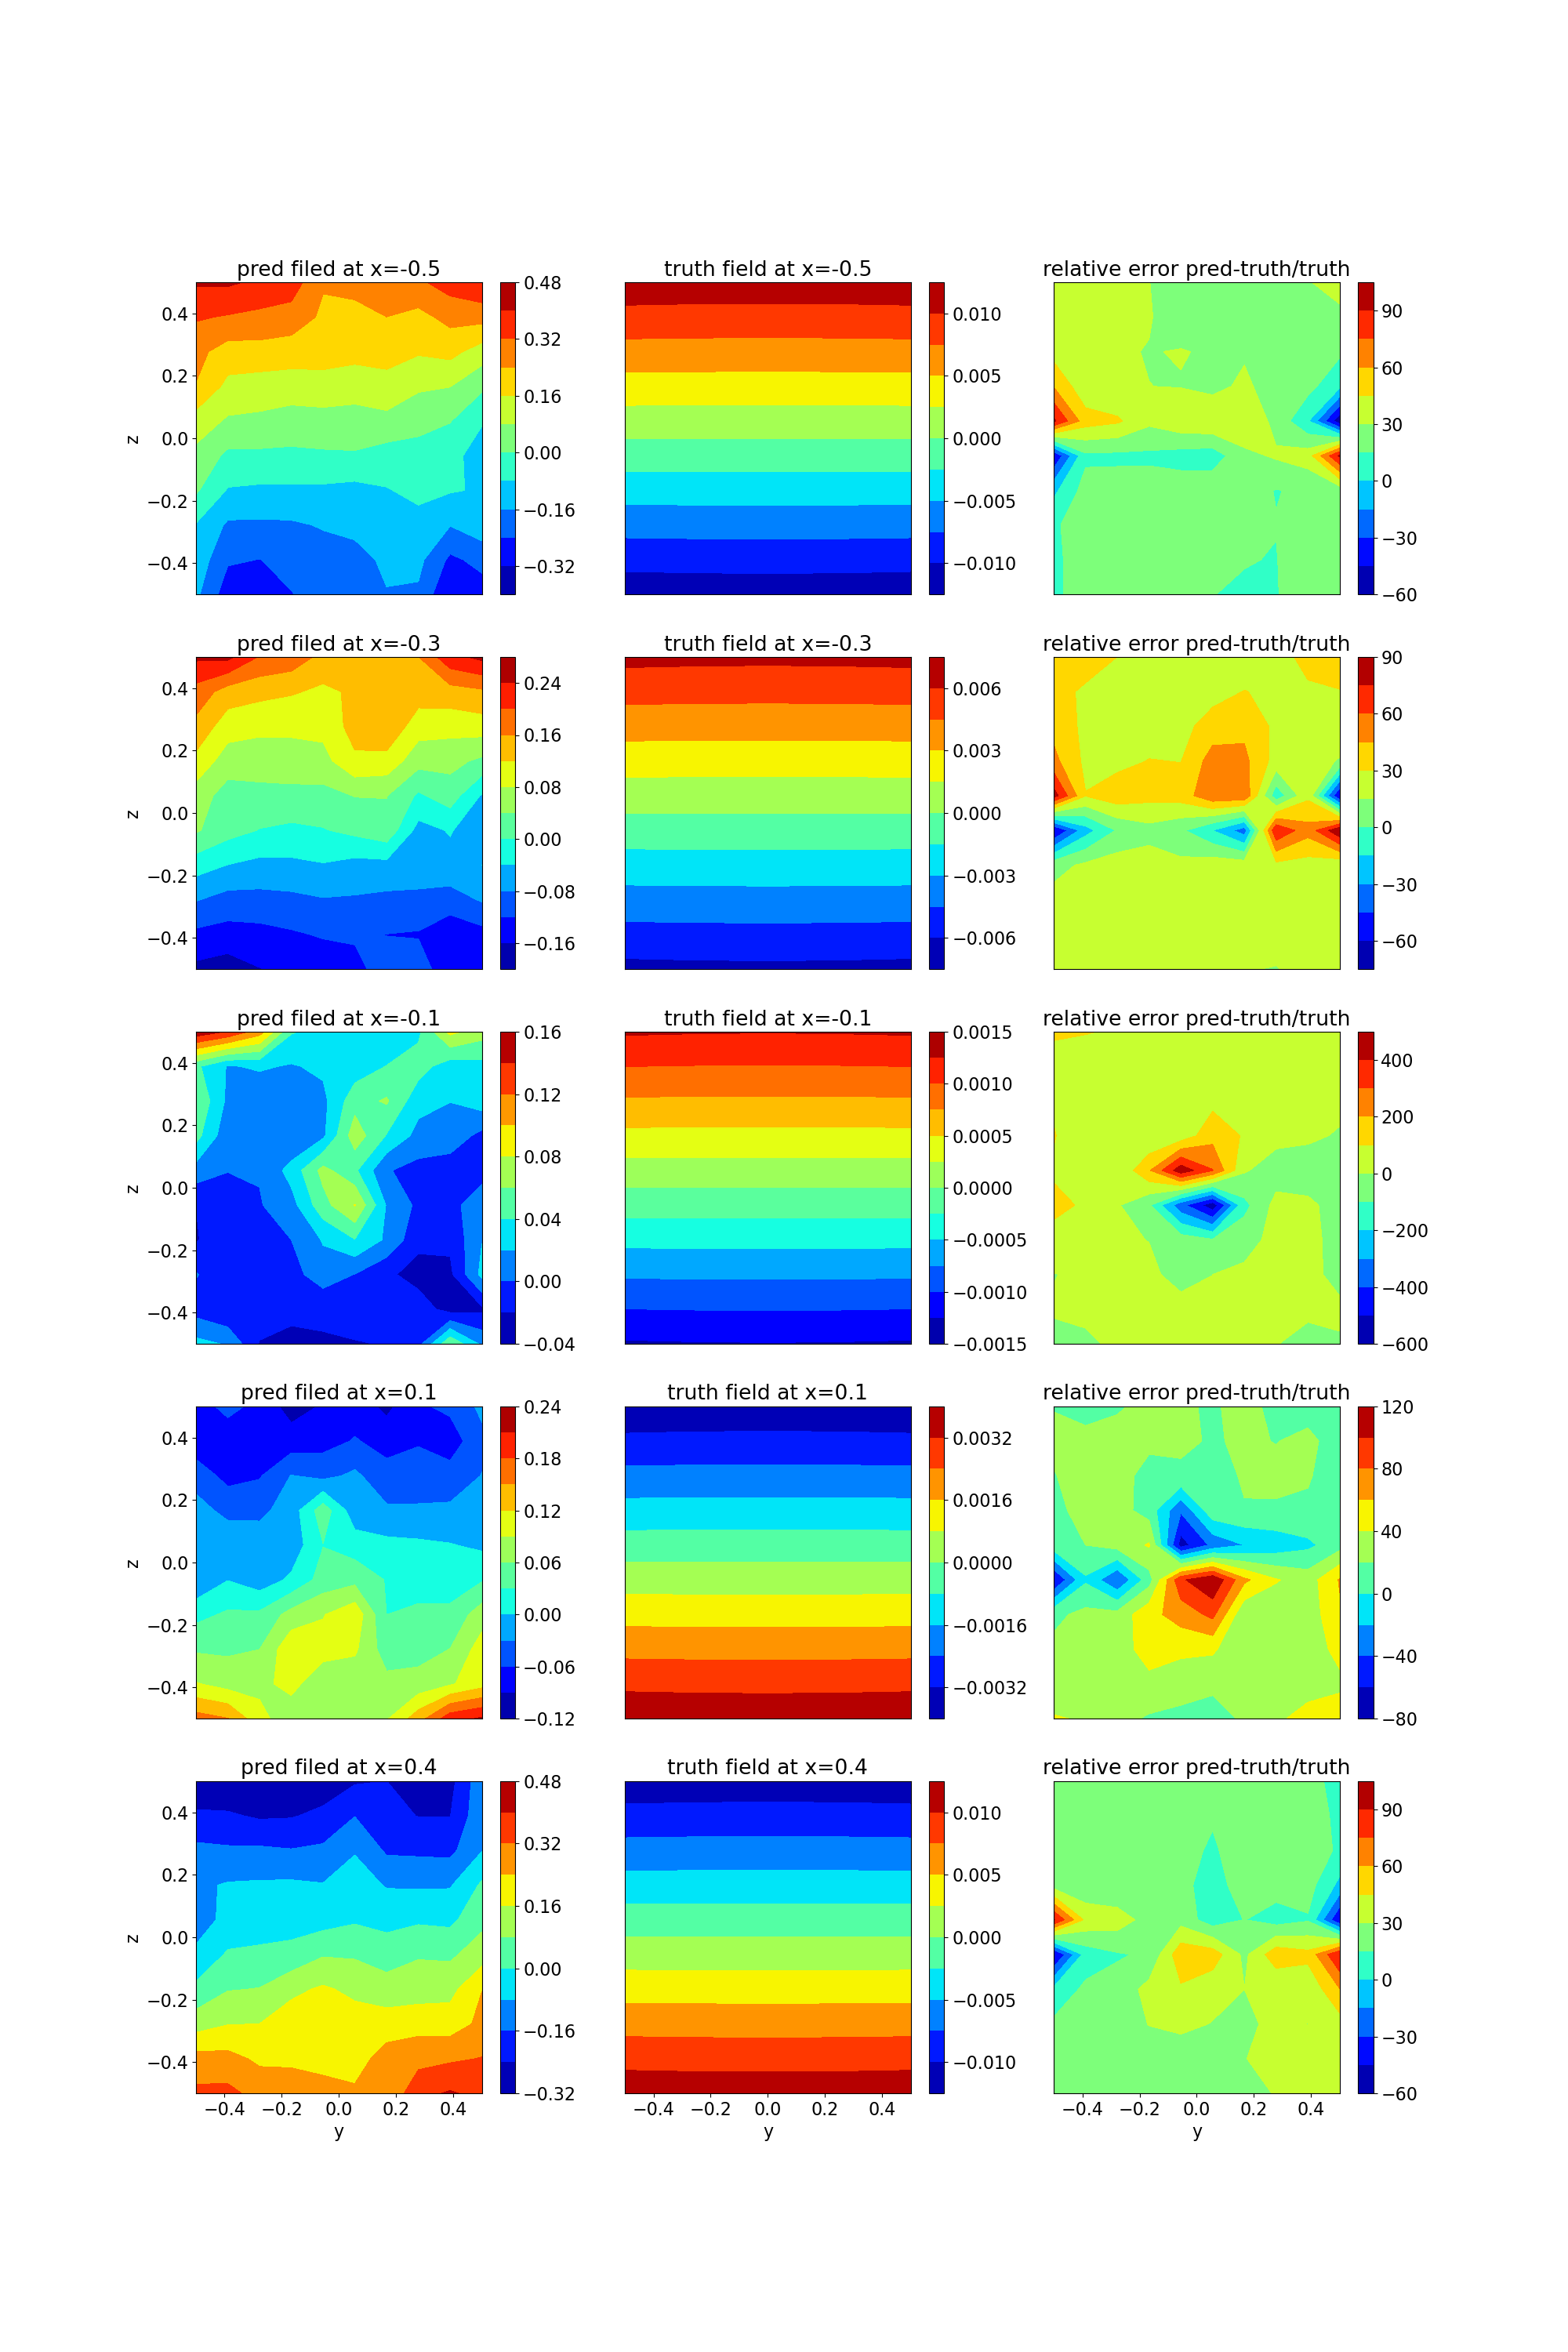 pred filed at x=-0.5 truth field at x=-0.5 relative error pred-truth/truth
0.4 0.2 0.0 −0.2 −0.4
z
0.48 0.32 0.16 0.00 −0.16 −0.32
0.010 0.005 0.000 −0.005 −0.010
90 60 30 0 −30 −60
pred filed at x=-0.3 truth field at x=-0.3 relative error pred-truth/truth
0.4 0.2 0.0 −0.2 −0.4
z
0.24 0.16 0.08 0.00 −0.08 −0.16
0.006 0.003 0.000 −0.003 −0.006
90 60 30 0 −30 −60
pred filed at x=-0.1 truth field at x=-0.1 relative error pred-truth/truth
0.4 0.2 0.0 −0.2 −0.4
z
0.16 0.12 0.08 0.04 0.00 −0.04
0.0015 0.0010 0.0005 0.0000 −0.0005 −0.0010 −0.0015
400 200 0 −200 −400 −600
pred filed at x=0.1 truth field at x=0.1 relative error pred-truth/truth
0.4 0.2 0.0 −0.2 −0.4
z
0.24 0.18 0.12 0.06 0.00 −0.06 −0.12
0.0032 0.0016 0.0000 −0.0016 −0.0032
120 80 40 0 −40 −80
pred filed at x=0.4 truth field at x=0.4 relative error pred-truth/truth
0.4 0.2 0.0 −0.2 −0.4
z
0.48 0.32 0.16 0.00 −0.16 −0.32
0.010 0.005 0.000 −0.005 −0.010
90 60 30 0 −30 −60
−0.4 −0.2 0.0 0.2 0.4 −0.4 −0.2 0.0 0.2 0.4 −0.4 −0.2 0.0 0.2 0.4
y y y